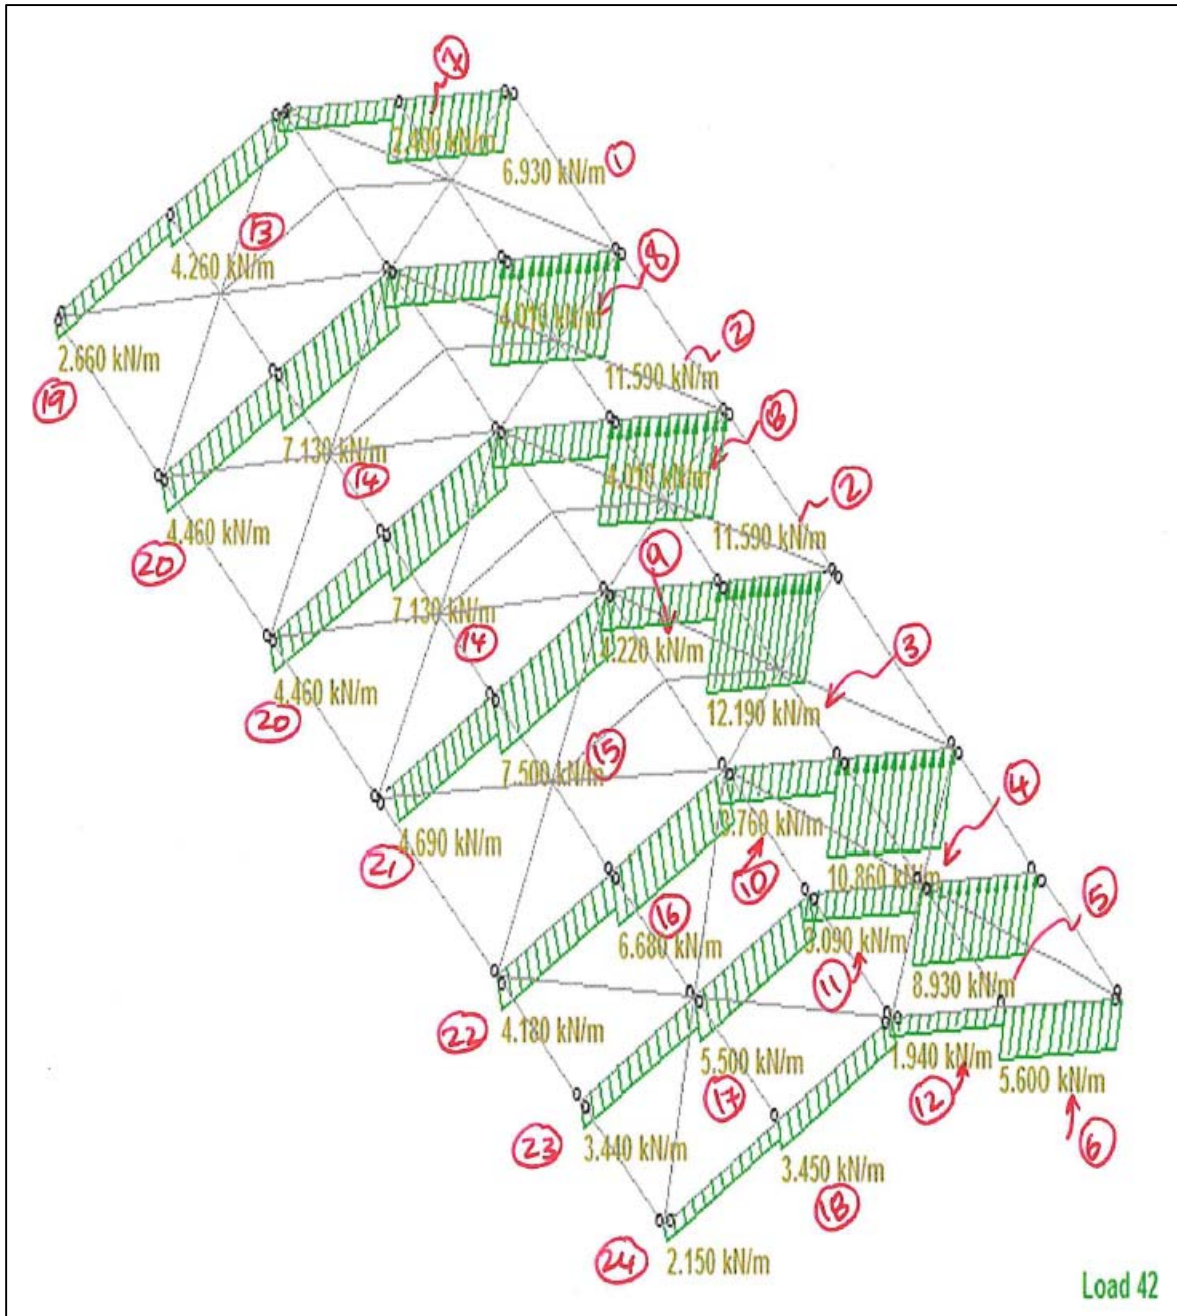 7
2.400 kN/m
6.930 kN/m
1
13
4.260 kN/m
8
4.010 kN/m
2.660 kN/m
19
2
11.590 kN/m
7.130 kN/m
14
8
4.010 kN/m
4.460 kN/m
20
2
11.590 kN/m
9
7.130 kN/m
14
4.220 kN/m
3
4.460 kN/m
20
12.190 kN/m
15
7.500 kN/m
4
4.690 kN/m
21
3.760 kN/m
10
10.860 kN/m
16
6.680 kN/m
5
3.090 kN/m
11
8.930 kN/m
22
4.180 kN/m
5.500 kN/m
17
1.940 kN/m
12
5.600 kN/m
6
23
3.440 kN/m
3.450 kN/m
18
24
2.150 kN/m
Load 42